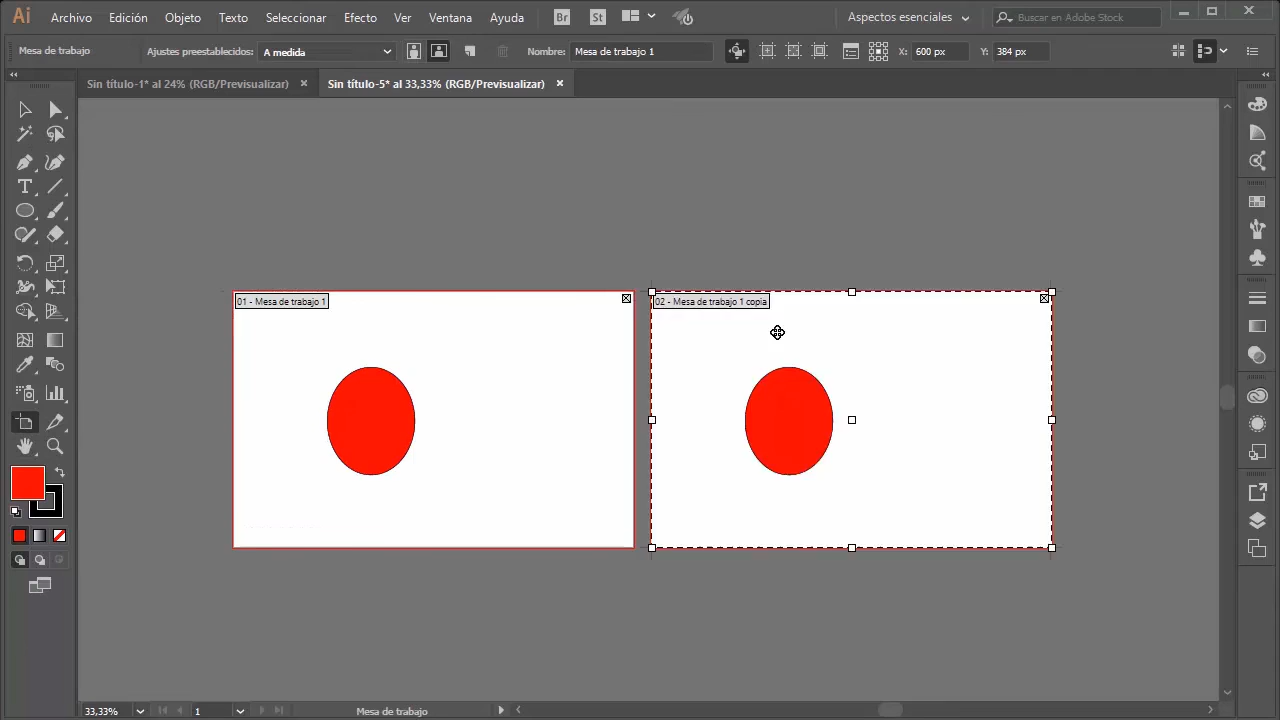 Ai Archivo Edición Objeto Texto Seleccionar Efecto Ver Ventana Ayuda Br St Aspectos esenciales Buscar en Adobe Stock
Mesa de trabajo Ajustes preestablecidos: A medida Nombre: Mesa de trabajo 1 X: 600 px Y: 384 px
Sin título-1* al 24% (RGB/Previsualizar) Sin título-5* al 33,33% (RGB/Previsualizar)
01 - Mesa de trabajo 1 02 - Mesa de trabajo 1 copia
33,33% 1 Mesa de trabajo